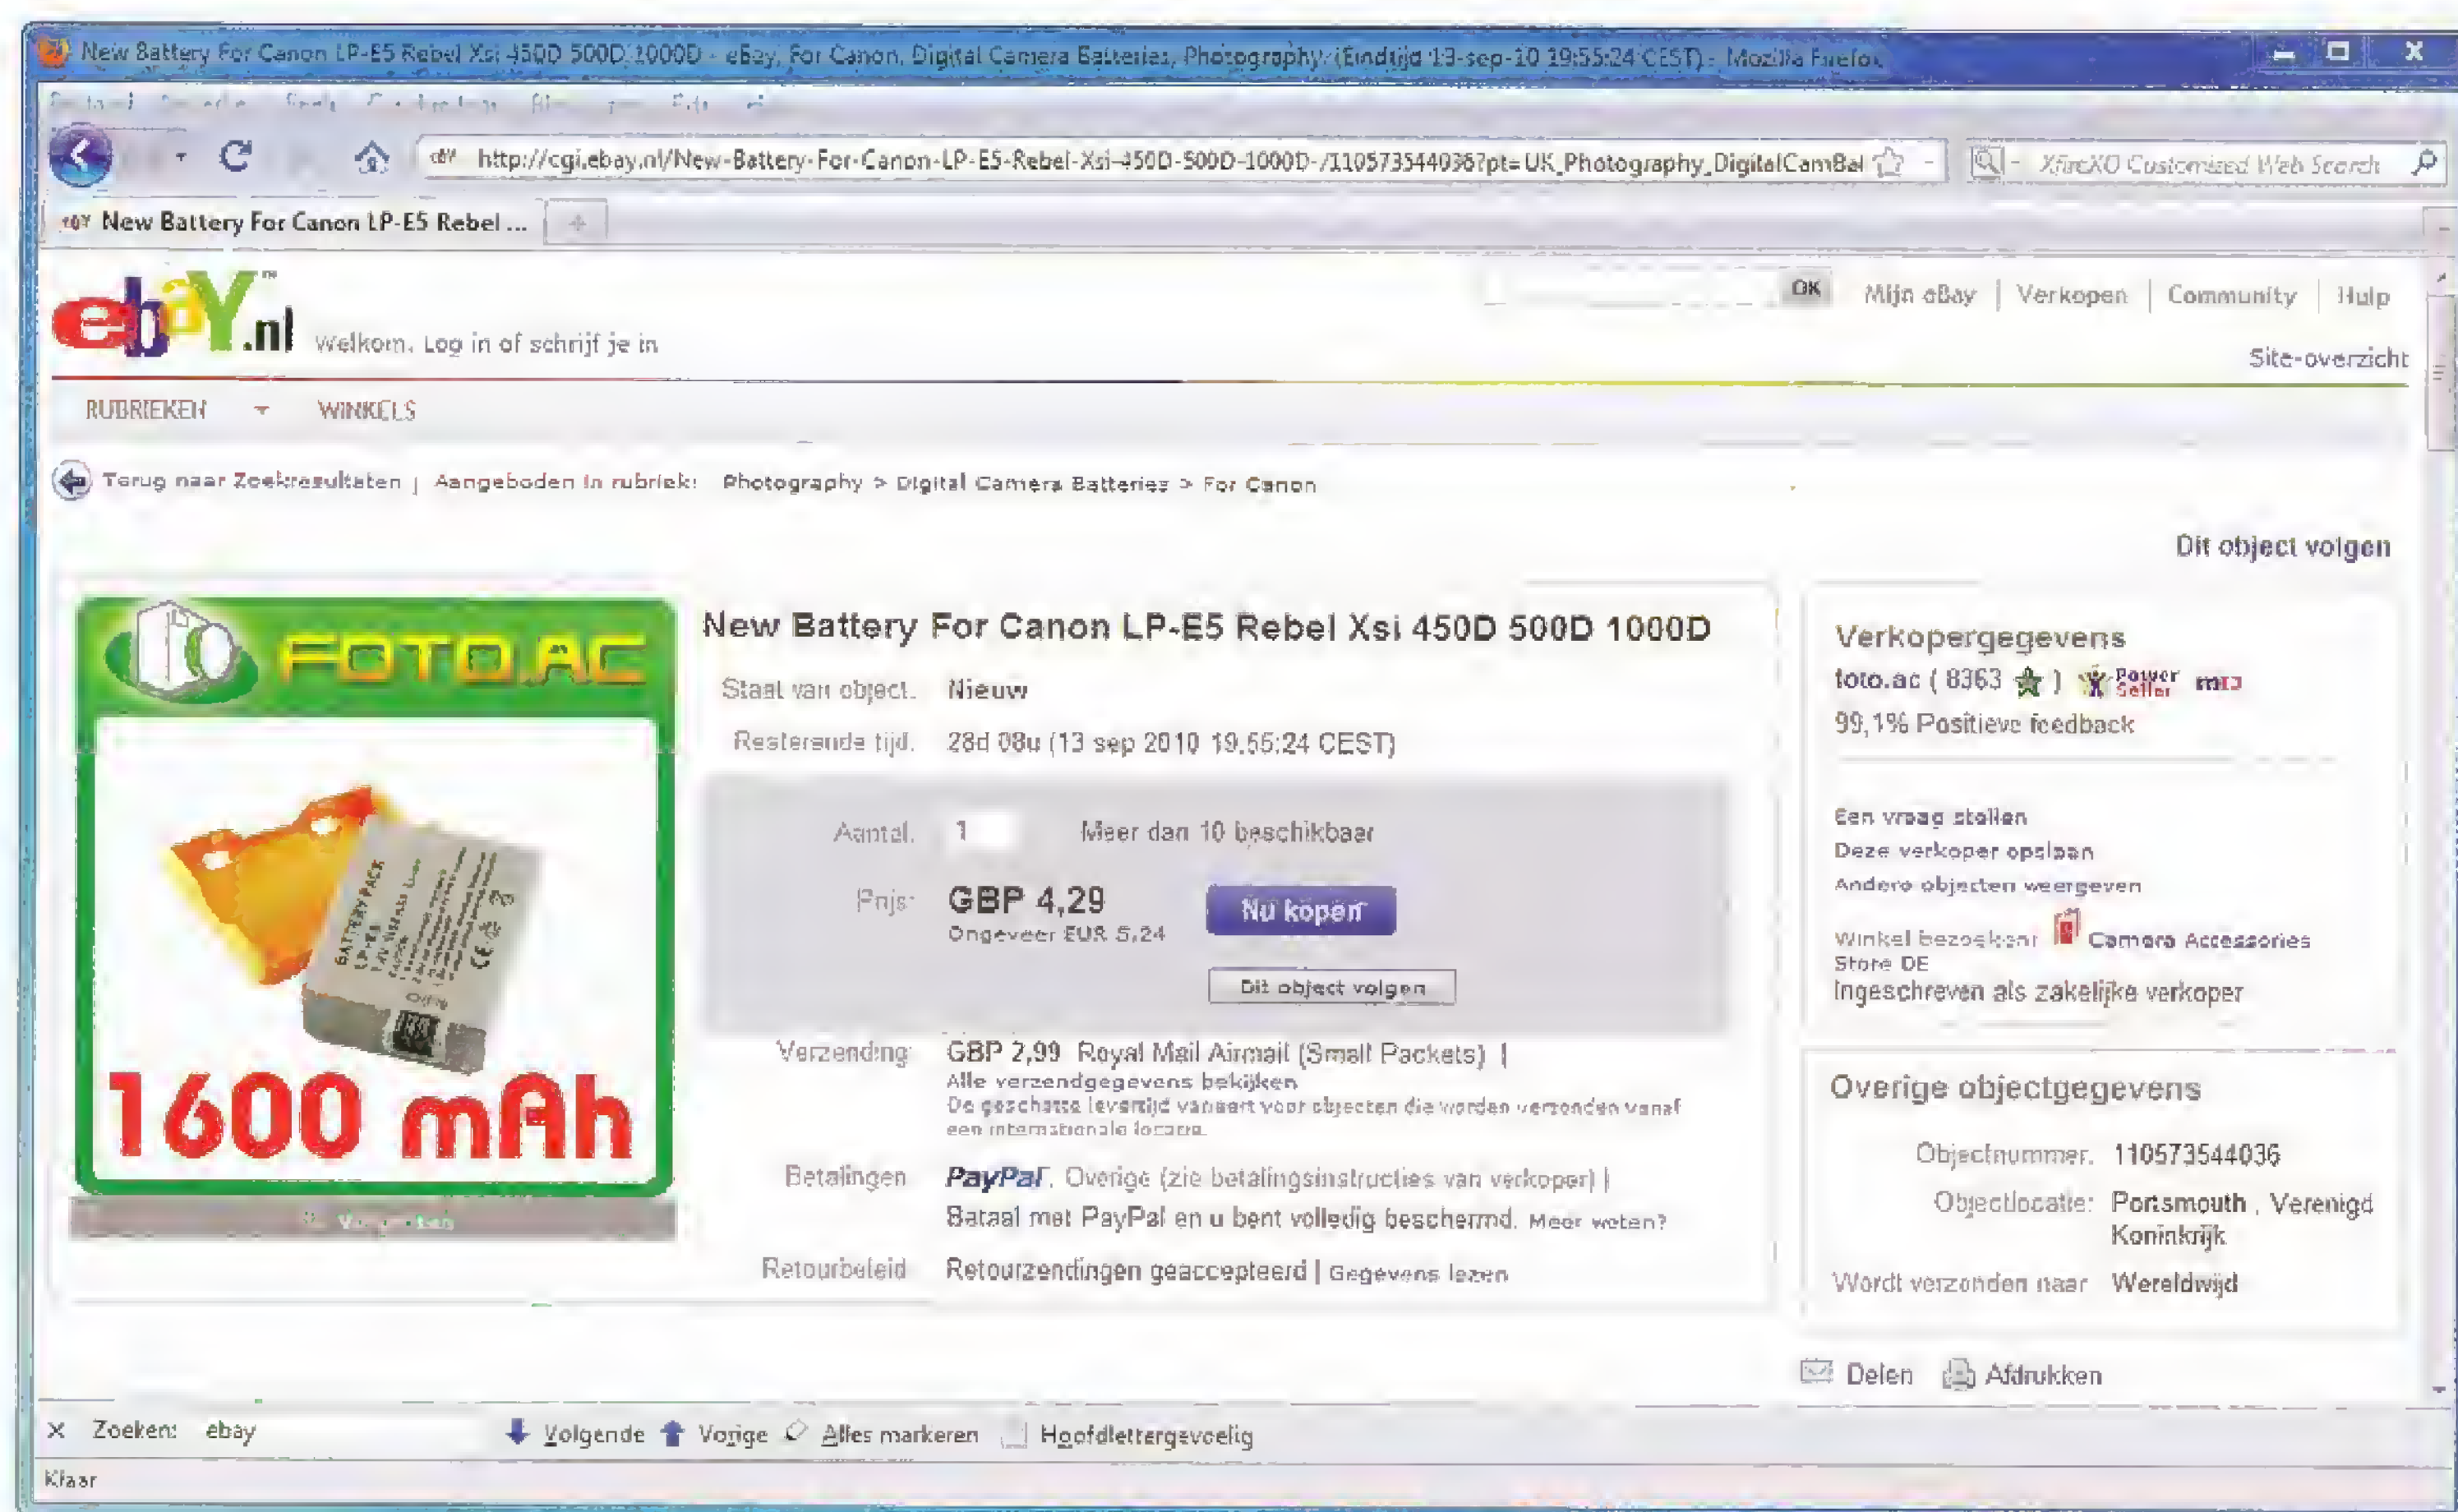 New Battery For Canon LP-E5 Rebel Xsi 450D 500D 1000D - eBay, For Canon, Digital Camera Batteries, Photography (Eindtijd 13-sep-10 19:55:24 CEST) - Mozilla Firefox
http://cgi.ebay.nl/New-Battery-For-Canon-LP-E5-Rebel-Xsi-450D-500D-1000D-/110573544036?pt=UK_Photography_DigitalCamBat
XfireXO Customized Web Search
New Battery For Canon LP-E5 Rebel ...
ebaY.nl
Welkom. Log in of schrijf je in
OK
Mijn eBay | Verkopen | Community | Hulp
Site-overzicht
RUBRIEKEN
WINKELS
Terug naar Zoekresultaten | Aangeboden in rubriek: Photography > Digital Camera Batteries > For Canon
Dit object volgen
FOTO.AC
BATTERY PACK
LP-E5
1600 mAh
New Battery For Canon LP-E5 Rebel Xsi 450D 500D 1000D
Staat van object: Nieuw
Resterende tijd: 28d 08u (13 sep 2010 19:55:24 CEST)
Aantal: 1 Meer dan 10 beschikbaar
Prijs: GBP 4,29
Nu kopen
Ongeveer EUR 5,24
Dit object volgen
Verzending: GBP 2,99 Royal Mail Airmail (Small Packets) |
Alle verzendgegevens bekijken
De geschatte levertijd varieert voor objecten die worden verzonden vanaf
een internationale locatie.
Betalingen: PayPal, Overige (zie betalingsinstructies van verkoper) |
Betaal met PayPal en u bent volledig beschermd. Meer weten?
Retourbeleid: Retourzendingen geaccepteerd | Gegevens lezen
Verkopergegevens
foto.ac ( 8363 ) Power Seller mij
99,1% Positieve feedback
Een vraag stellen
Deze verkoper opslaan
Andere objecten weergeven
Winkel bezoeken: Camera Accessories
Store DE
Ingeschreven als zakelijke verkoper
Overige objectgegevens
Objectnummer: 110573544036
Objectlocatie: Portsmouth , Verenigd
Koninkrijk
Wordt verzonden naar: Wereldwijd
Delen Afdrukken
Zoeken: ebay Volgende Vorige Alles markeren Hoofdlettergevoelig
Klaar